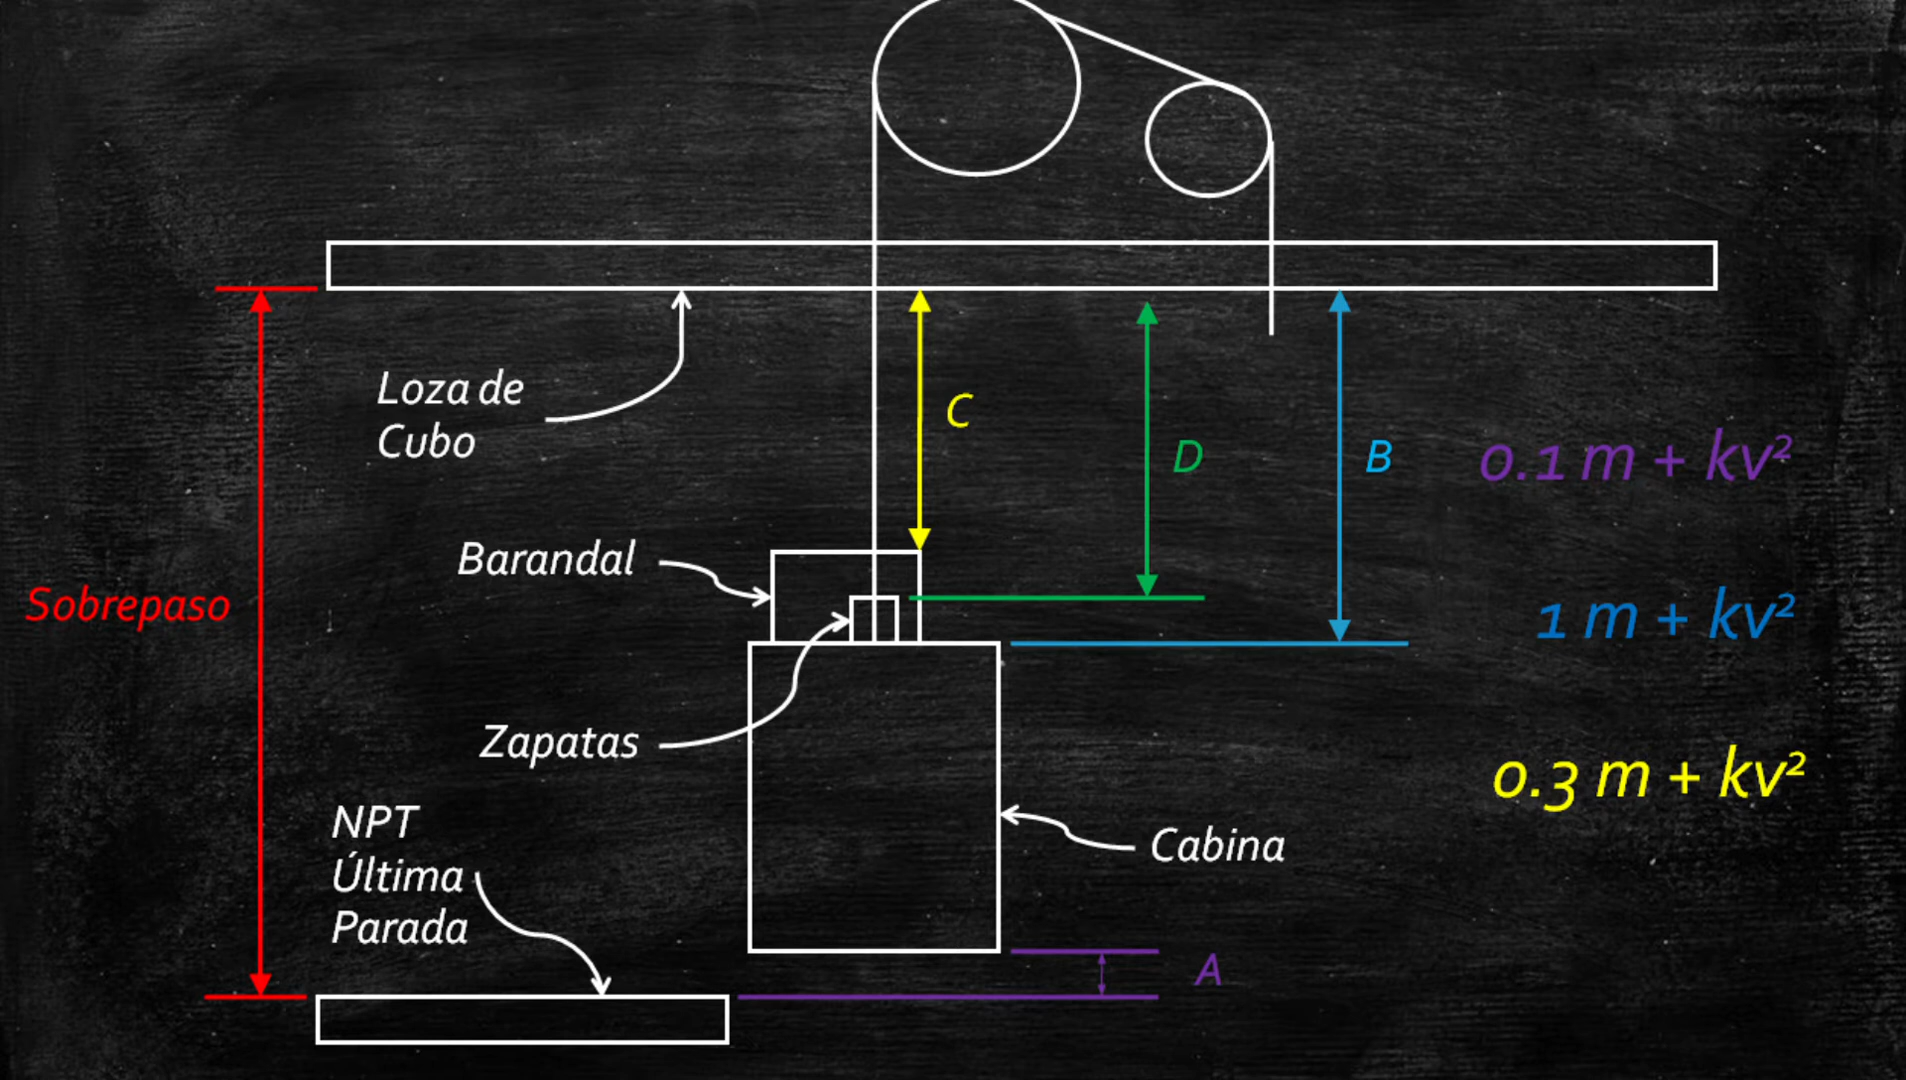 Loza de
Cubo
C
D
B
0.1 m + kv²
Barandal
Sobrepaso
1 m + kv²
Zapatas
0.3 m + kv²
NPT
Última
Parada
Cabina
A